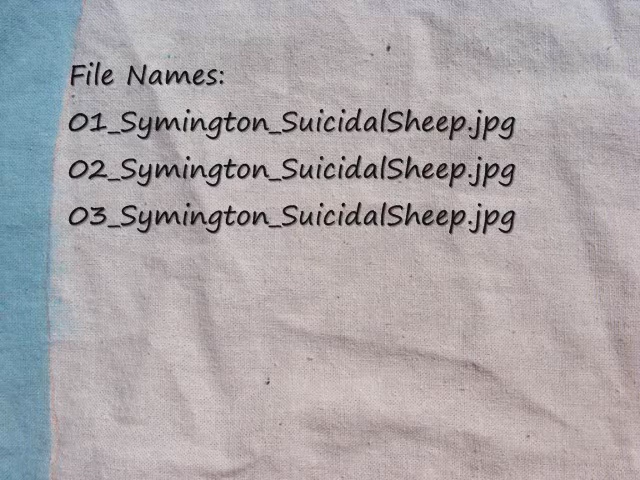 File Names:
01_Symington_SuicidalSheep.jpg
02_Symington_SuicidalSheep.jpg
03_Symington_SuicidalSheep.jpg